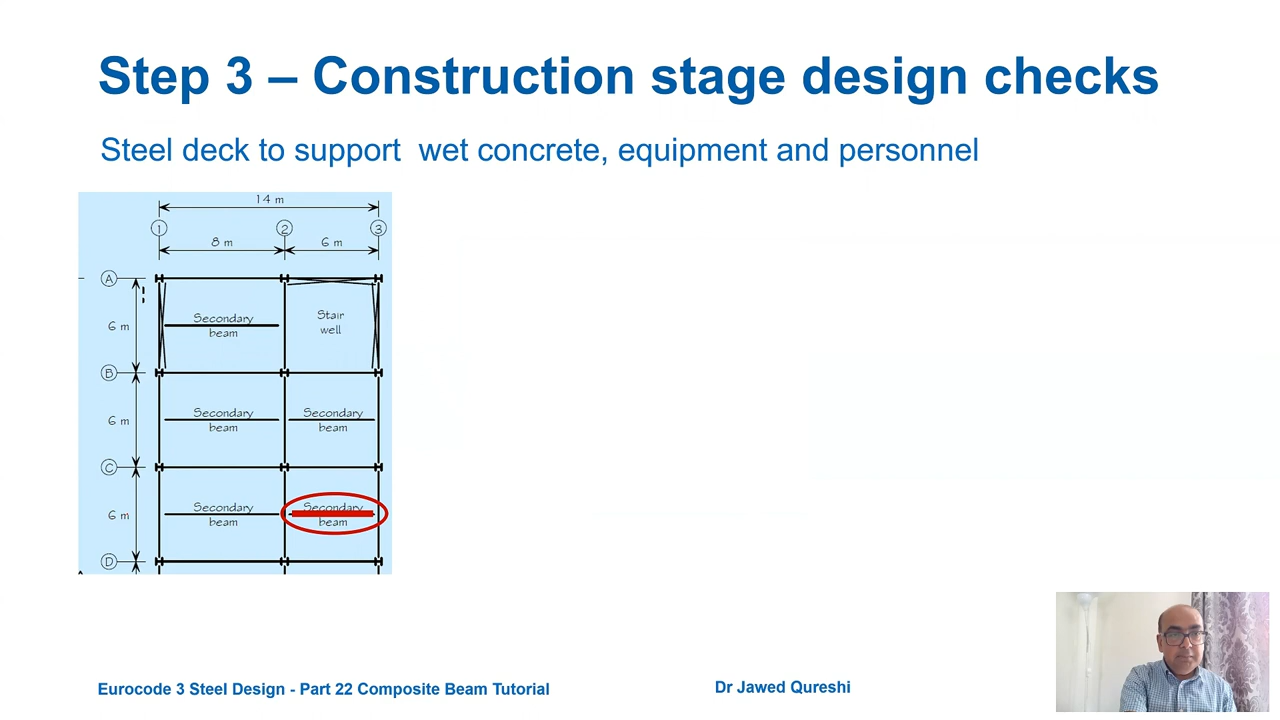 Step 3 – Construction stage design checks
Steel deck to support  wet concrete, equipment and personnel
14 m
1
2
3
8 m
6 m
A
6 m
Secondary
beam
Stair
well
B
6 m
Secondary
beam
Secondary
beam
C
6 m
Secondary
beam
Secondary
beam
D
Eurocode 3 Steel Design - Part 22 Composite Beam Tutorial
Dr Jawed Qureshi